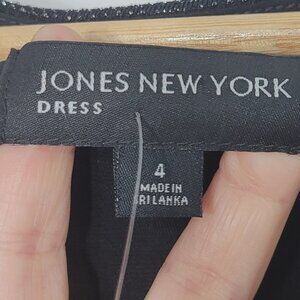 JONES NEW YORK
DRESS
4
MADE IN
SRI LANKA